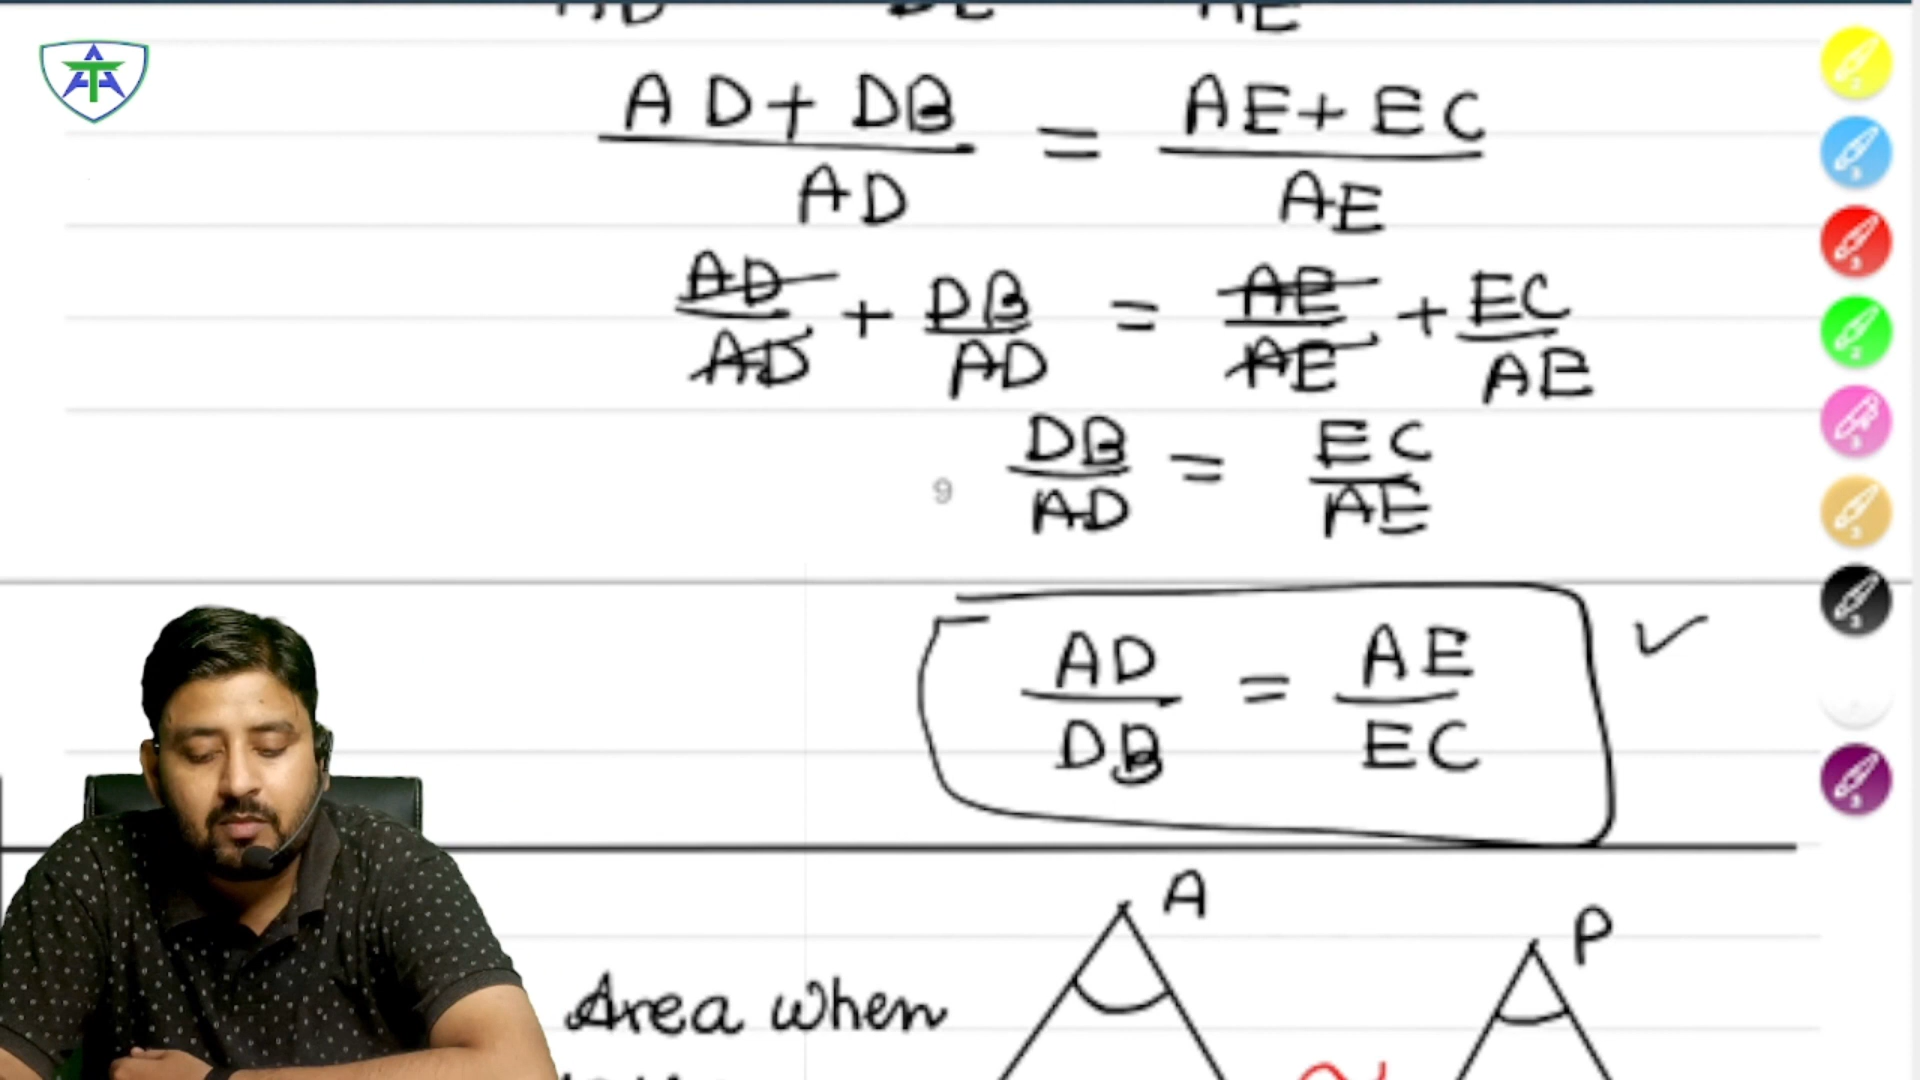 AD + DB / AD = AE + EC / AE
AD / AD + DB / AD = AE / AE + EC / AE
DB / AD = EC / AE
9
AD / DB = AE / EC ✓
A
P
Area when